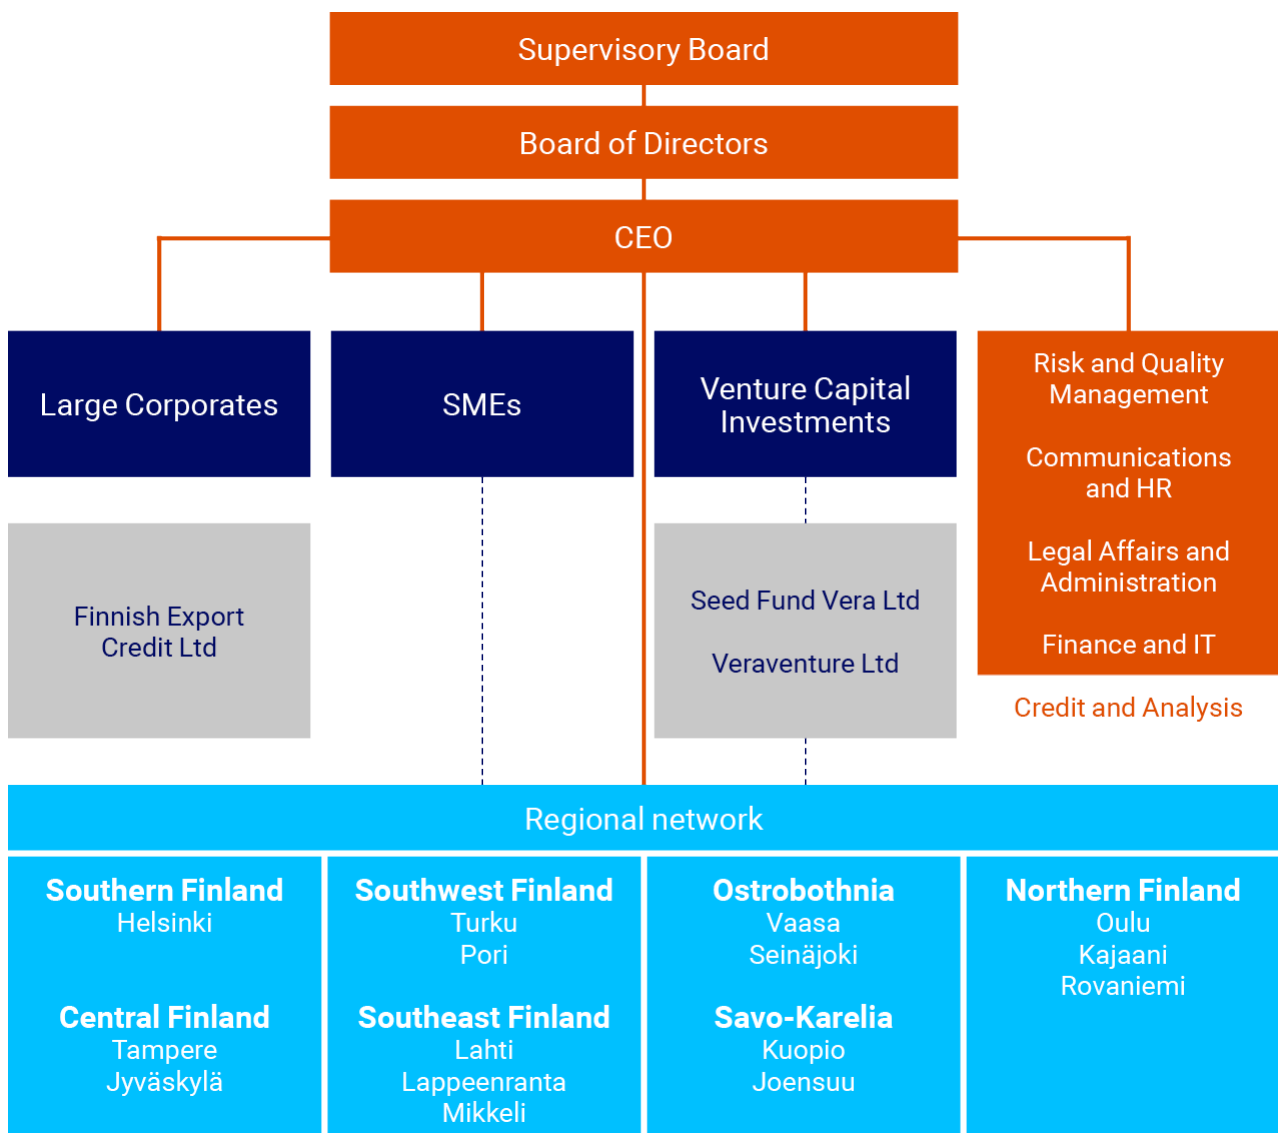 Supervisory Board
Board of Directors
CEO
Large Corporates
SMEs
Venture Capital
Investments
Risk and Quality
Management
Communications
and HR
Legal Affairs and
Administration
Finance and IT
Credit and Analysis
Finnish Export
Credit Ltd
Seed Fund Vera Ltd
Veraventure Ltd
Regional network
Southern Finland
Helsinki
Central Finland
Tampere
Jyväskylä
Southwest Finland
Turku
Pori
Southeast Finland
Lahti
Lappeenranta
Mikkeli
Ostrobothnia
Vaasa
Seinäjoki
Savo-Karelia
Kuopio
Joensuu
Northern Finland
Oulu
Kajaani
Rovaniemi